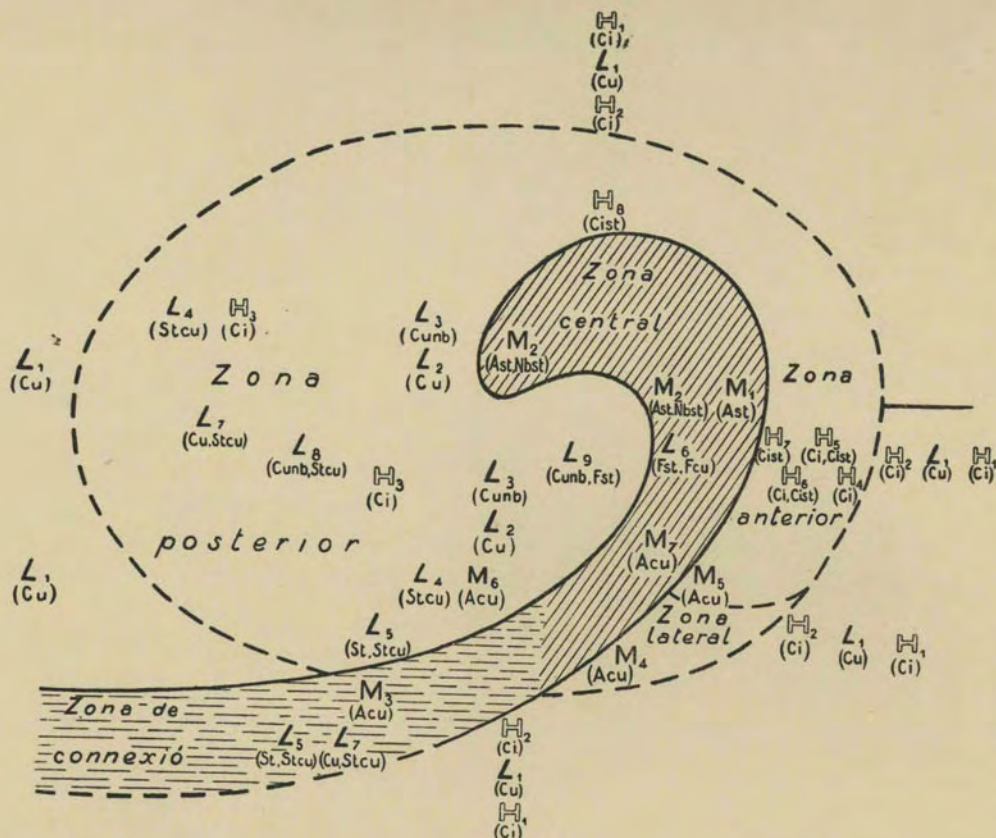 H₁
(Ci),
L₁
(Cu)
H₂
(Ci)
H₈
(Cist)
Zona
central
M₂
(Ast,Nbst)
M₂
(Ast,Nbst)
M₁
(Ast)
L₆
(Fst, Fcu)
M₇
(Acu)
L₄
(Stcu)
H₃
(Ci)
L₃
(Cunb)
L₂
(Cu)
L₁
(Cu)
Zona
posterior
L₇
(Cu,Stcu)
L₈
(Cunb,Stcu)
H₃
(Ci)
L₃
(Cunb)
L₂
(Cu)
L₉
(Cunb, Fst)
L₁
(Cu)
L₄
(Stcu)
M₆
(Acu)
L₅
(St,Stcu)
Zona
anterior
H₇
(Cist)
H₅
(Ci,Cist)
H₆
(Ci,Cist)
H₄
(Ci)
H₂
(Ci)
L₁
(Cu)
H₁
(Ci)
M₅
(Acu)
Zona
lateral
M₄
(Acu)
H₂
(Ci)
L₁
(Cu)
H₁
(Ci)
Zona de
connexió
M₃
(Acu)
L₅
(St,Stcu)
L₇
(Cu,Stcu)
H₂
(Ci)
L₁
(Cu)
H₁
(Ci)